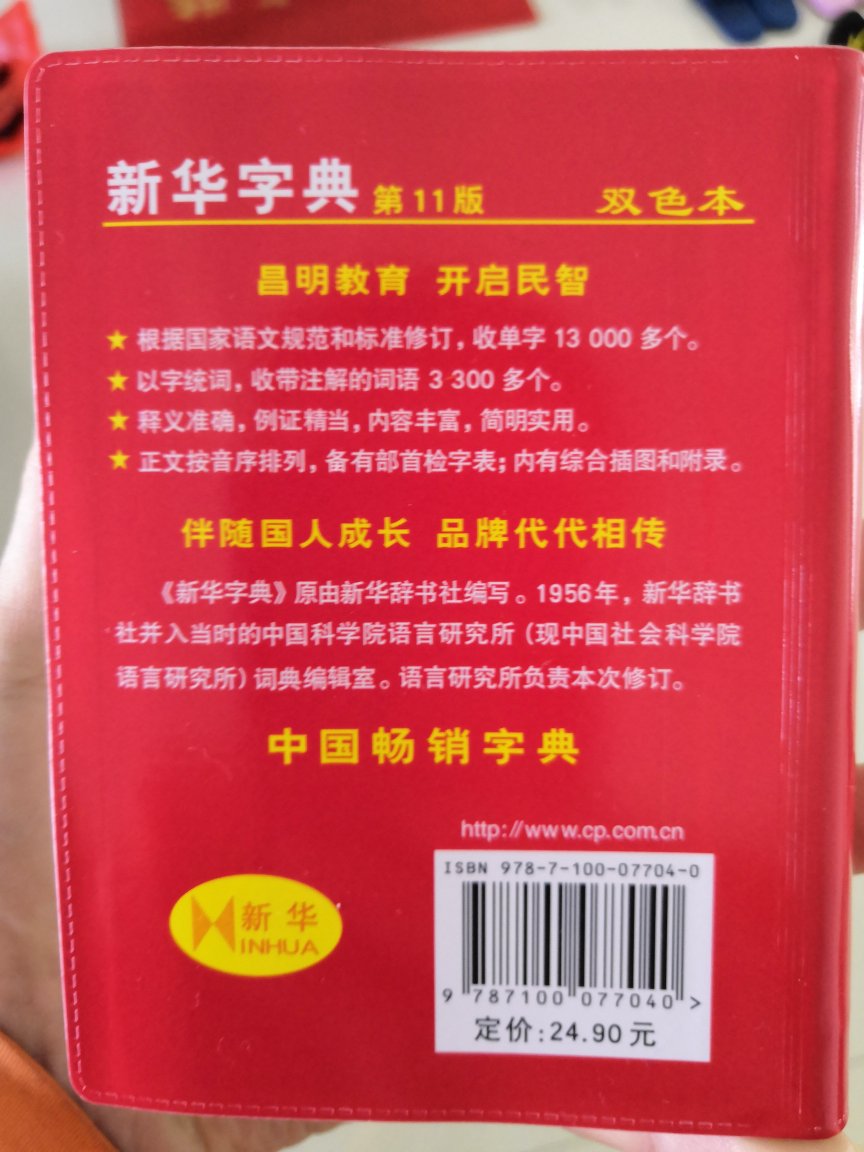 新华字典 第11版 双色本
昌明教育 开启民智
★ 根据国家语文规范和标准修订，收单字 13 000 多个。
★ 以字统词，收带注解的词语 3 300 多个。
★ 释义准确，例证精当，内容丰富，简明实用。
★ 正文按音序排列，备有部首检字表；内有综合插图和附录。
伴随国人成长 品牌代代相传
《新华字典》原由新华辞书社编写。1956年，新华辞书
社并入当时的中国科学院语言研究所（现中国社会科学院
语言研究所）词典编辑室。语言研究所负责本次修订。
中国畅销字典
http://www.cp.com.cn
ISBN 978-7-100-07704-0
新华
XINHUA
9 787100 077040 >
定价：24.90元